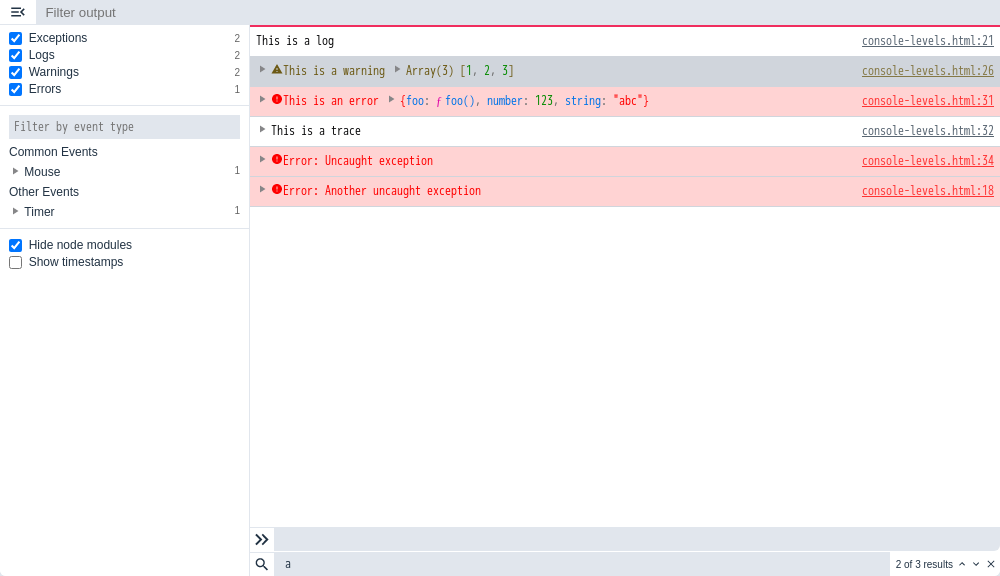 Filter output
Exceptions 2
Logs 2
Warnings 2
Errors 1
Filter by event type
Common Events
Mouse 1
Other Events
Timer 1
Hide node modules
Show timestamps
This is a log console-levels.html:21
This is a warning Array(3) [1, 2, 3] console-levels.html:26
This is an error {foo: ƒ foo(), number: 123, string: "abc"} console-levels.html:31
This is a trace console-levels.html:32
Error: Uncaught exception console-levels.html:34
Error: Another uncaught exception console-levels.html:18
a 2 of 3 results